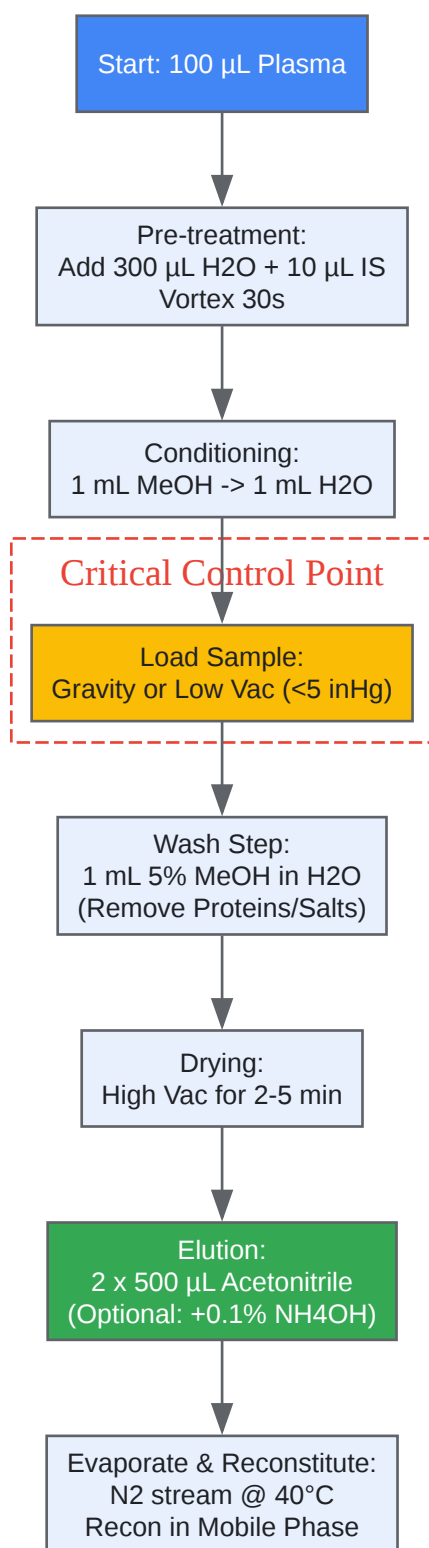 Start: 100 µL Plasma
Pre-treatment:
Add 300 µL H2O + 10 µL IS
Vortex 30s
Conditioning:
1 mL MeOH -> 1 mL H2O
Critical Control Point
Load Sample:
Gravity or Low Vac (<5 inHg)
Wash Step:
1 mL 5% MeOH in H2O
(Remove Proteins/Salts)
Drying:
High Vac for 2-5 min
Elution:
2 x 500 µL Acetonitrile
(Optional: +0.1% NH4OH)
Evaporate & Reconstitute:
N2 stream @ 40°C
Recon in Mobile Phase